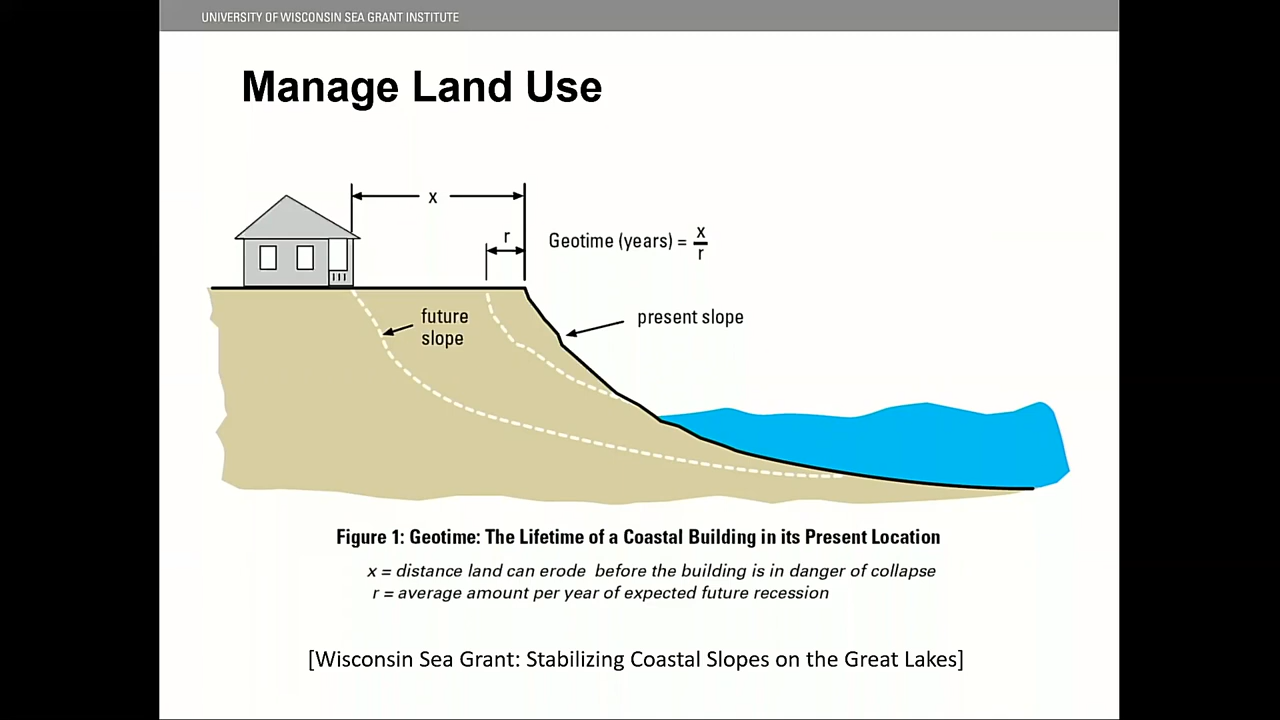 UNIVERSITY OF WISCONSIN SEA GRANT INSTITUTE
Manage Land Use
x
r
Geotime (years) = x/r
future
slope
present slope
Figure 1: Geotime: The Lifetime of a Coastal Building in its Present Location
x = distance land can erode before the building is in danger of collapse
r = average amount per year of expected future recession
[Wisconsin Sea Grant: Stabilizing Coastal Slopes on the Great Lakes]